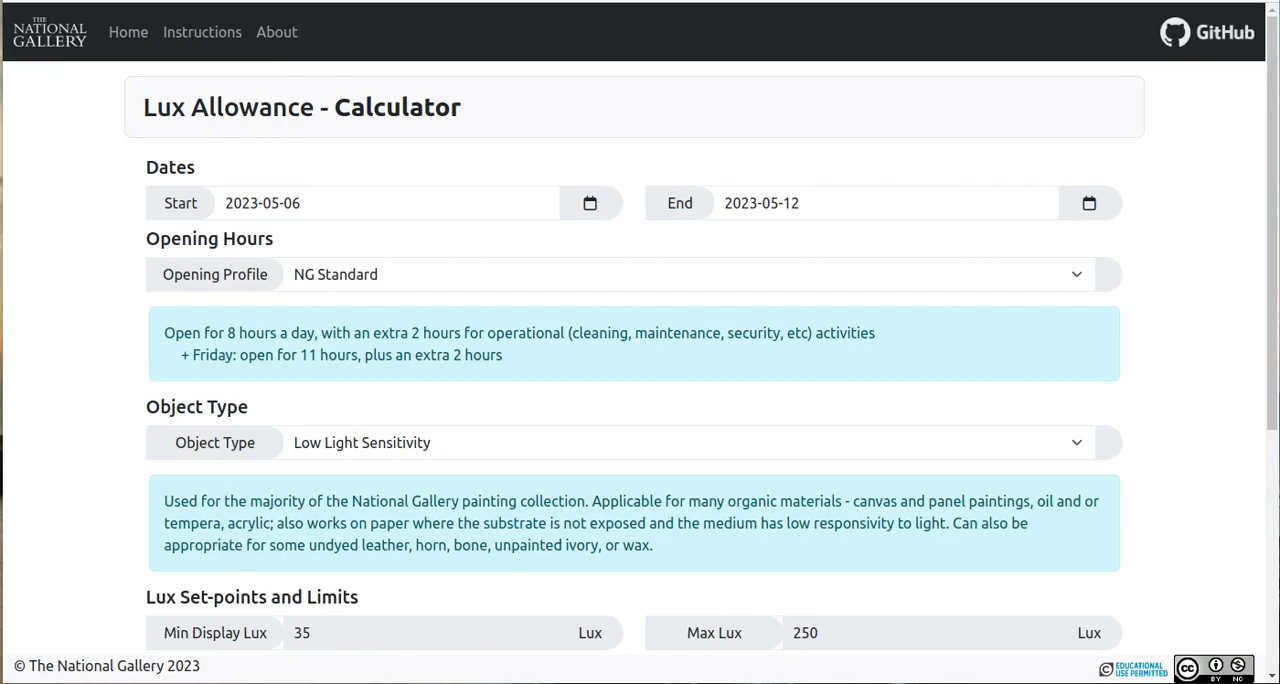 THE
NATIONAL
GALLERY
Home Instructions About
GitHub
Lux Allowance - Calculator
Dates
Start 2023-05-06 End 2023-05-12
Opening Hours
Opening Profile NG Standard
Open for 8 hours a day, with an extra 2 hours for operational (cleaning, maintenance, security, etc) activities
+ Friday: open for 11 hours, plus an extra 2 hours
Object Type
Object Type Low Light Sensitivity
Used for the majority of the National Gallery painting collection. Applicable for many organic materials - canvas and panel paintings, oil and or
tempera, acrylic; also works on paper where the substrate is not exposed and the medium has low responsivity to light. Can also be
appropriate for some undyed leather, horn, bone, unpainted ivory, or wax.
Lux Set-points and Limits
Min Display Lux 35 Lux Max Lux 250 Lux
© The National Gallery 2023
EDUCATIONAL
USE PERMITTED
cc
BY NC